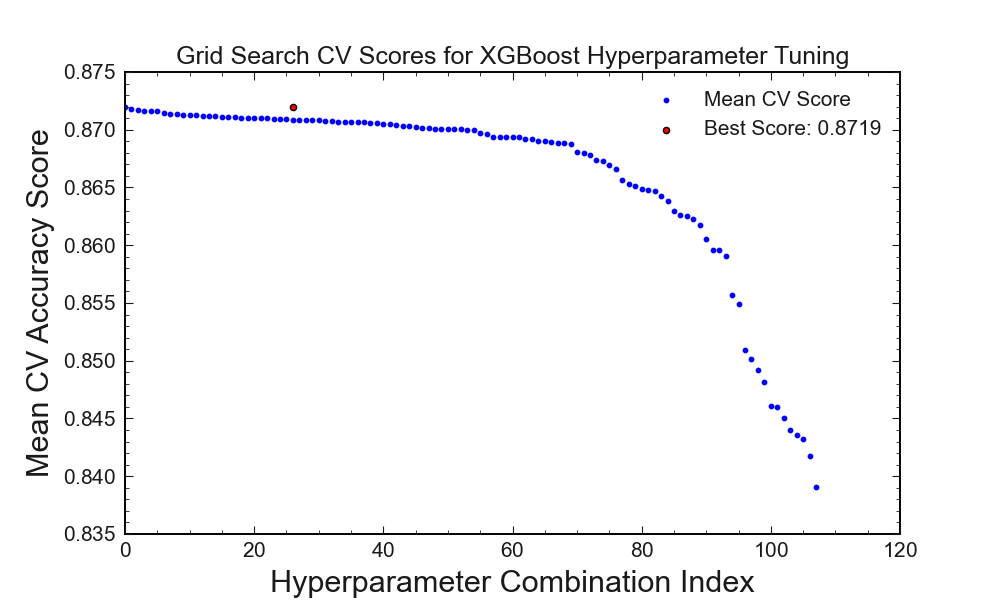 Grid Search CV Scores for XGBoost Hyperparameter Tuning
Mean CV Accuracy Score
0.875
0.870
0.865
0.860
0.855
0.850
0.845
0.840
0.835
Mean CV Score
Best Score: 0.8719
0 20 40 60 80 100 120
Hyperparameter Combination Index